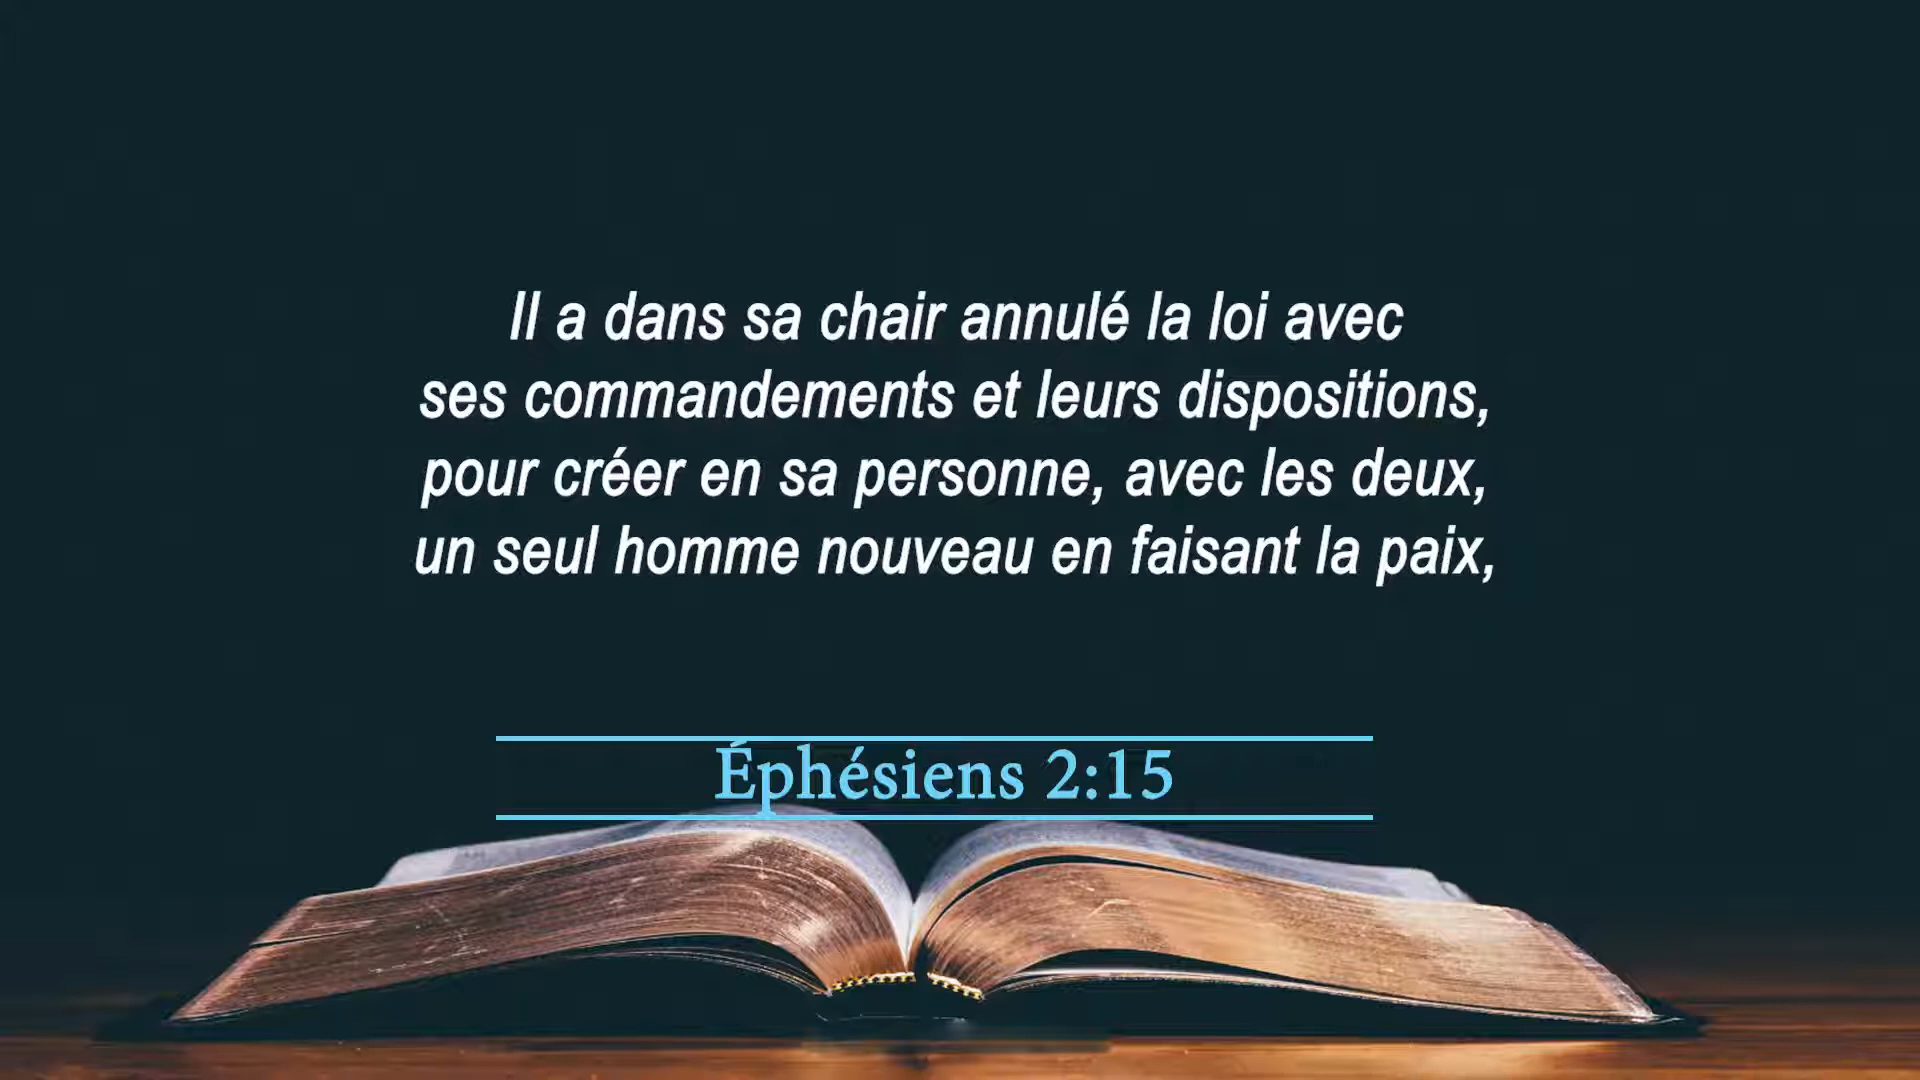 Il a dans sa chair annulé la loi avec
ses commandements et leurs dispositions,
pour créer en sa personne, avec les deux,
un seul homme nouveau en faisant la paix,
Éphésiens 2:15